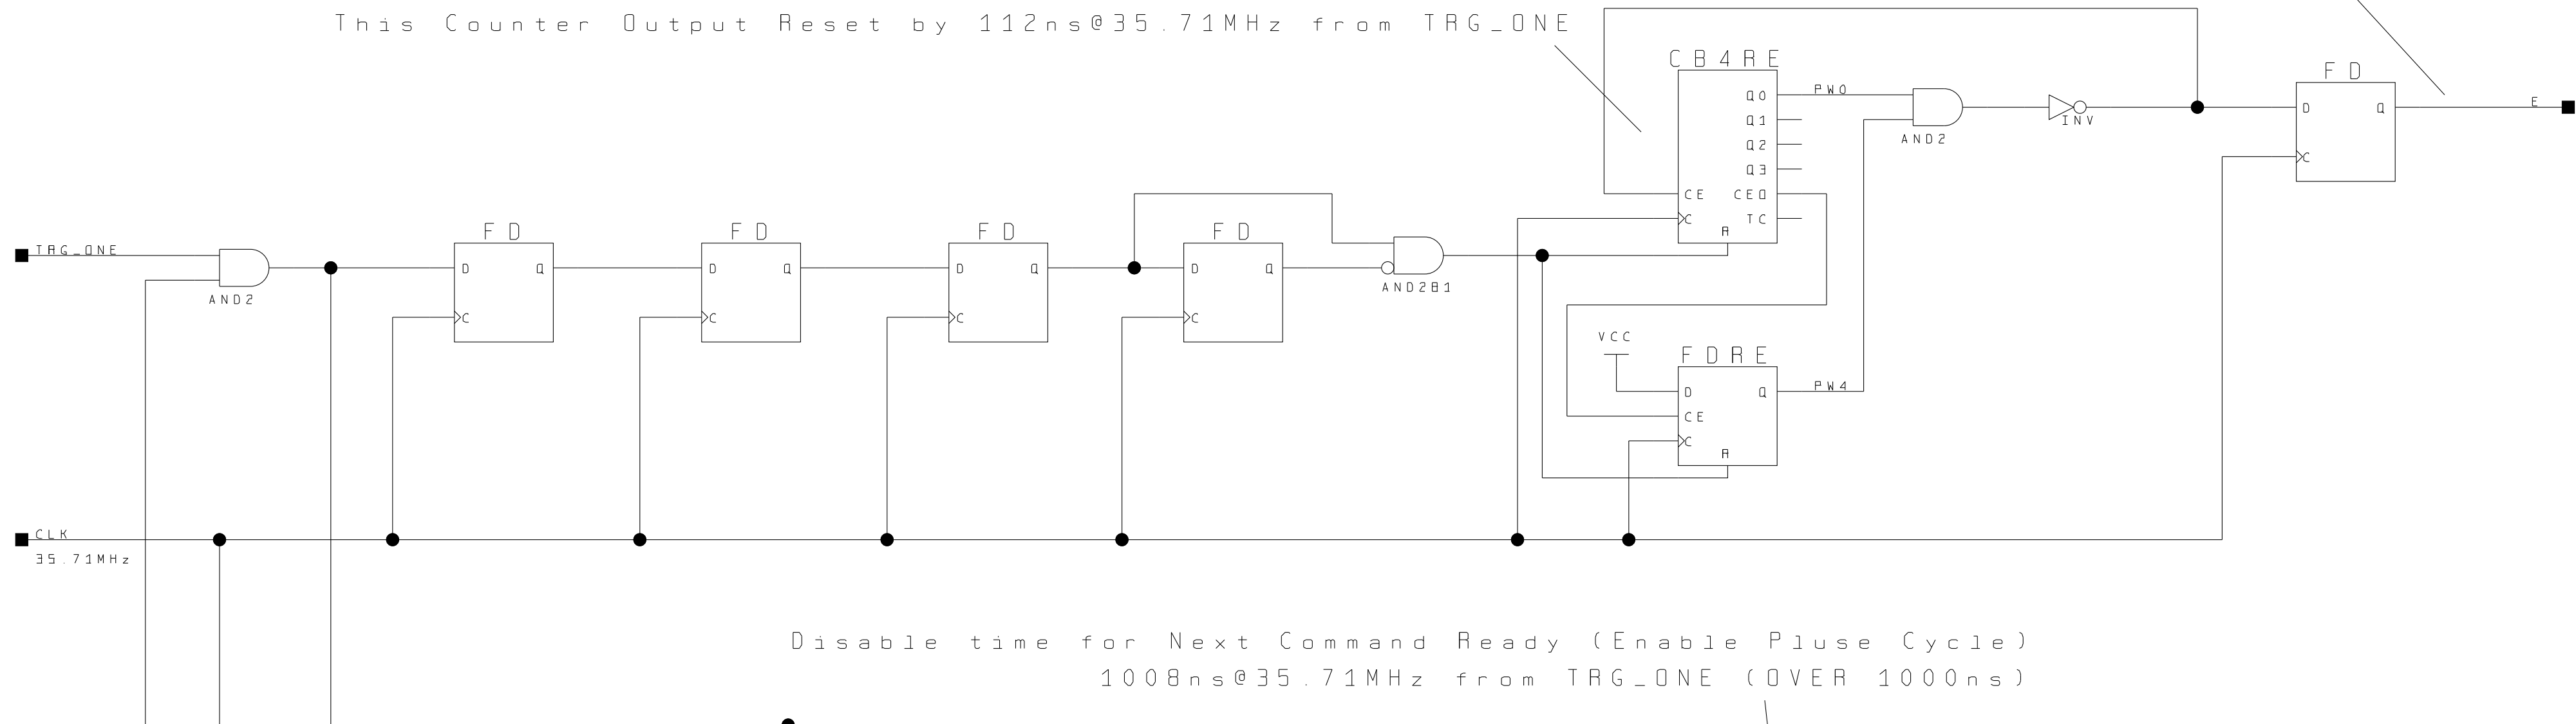 This Counter Output Reset by 112ns@35.71MHz from TRG_ONE
CB4RE
Q0
Q1
Q2
Q3
CE
CEO
C
TC
R
PW0
AND2
INV
FD
D
Q
C
E
TRG_ONE
AND2
FD
D
Q
C
FD
D
Q
C
FD
D
Q
C
FD
D
Q
C
AND2B1
VCC
FDRE
D
Q
CE
C
R
PW4
CLK
35.71MHz
Disable time for Next Command Ready (Enable Pluse Cycle)
1008ns@35.71MHz from TRG_ONE (OVER 1000ns)